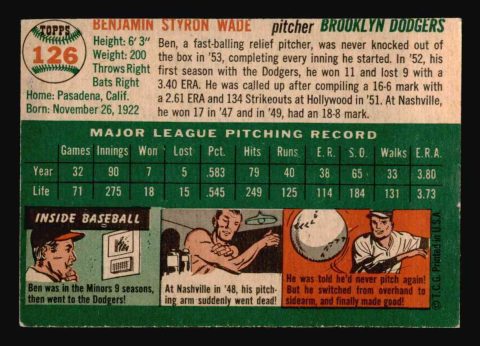 TOPPS
126
BENJAMIN STYRON WADE pitcher BROOKLYN DODGERS
Height: 6' 3"
Weight: 200
Throws Right
Bats Right
Home: Pasadena, Calif.
Born: November 26, 1922
Ben, a fast-balling relief pitcher, was never knocked out of
the box in '53, completing every inning he started. In '52, his
first season with the Dodgers, he won 11 and lost 9 with a
3.40 ERA. He was called up after compiling a 16-6 mark with
a 2.61 ERA and 134 Strikeouts at Hollywood in '51. At Nashville,
he won 17 in '47 and in '49, had an 18-8 mark.
MAJOR LEAGUE PITCHING RECORD
Games Innings Won Lost Pct. Hits Runs E.R. S.O. Walks E.R.A.
Year 32 90 7 5 .583 79 40 38 65 33 3.80
Life 71 275 18 15 .545 249 125 114 184 131 3.73
INSIDE BASEBALL
Ben was in the Minors 9 seasons,
then went to the Dodgers!
At Nashville in '48, his pitch-
ing arm suddenly went dead!
He was told he'd never pitch again!
But he switched from overhand to
sidearm, and finally made good!
© T.C.G. Printed in U.S.A.